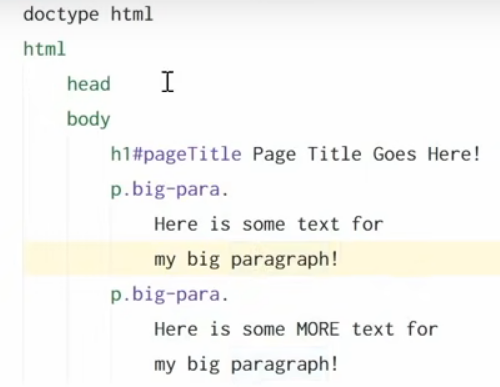 doctype html
html
head
body
h1#pageTitle Page Title Goes Here!
p.big-para.
Here is some text for
my big paragraph!
p.big-para.
Here is some MORE text for
my big paragraph!